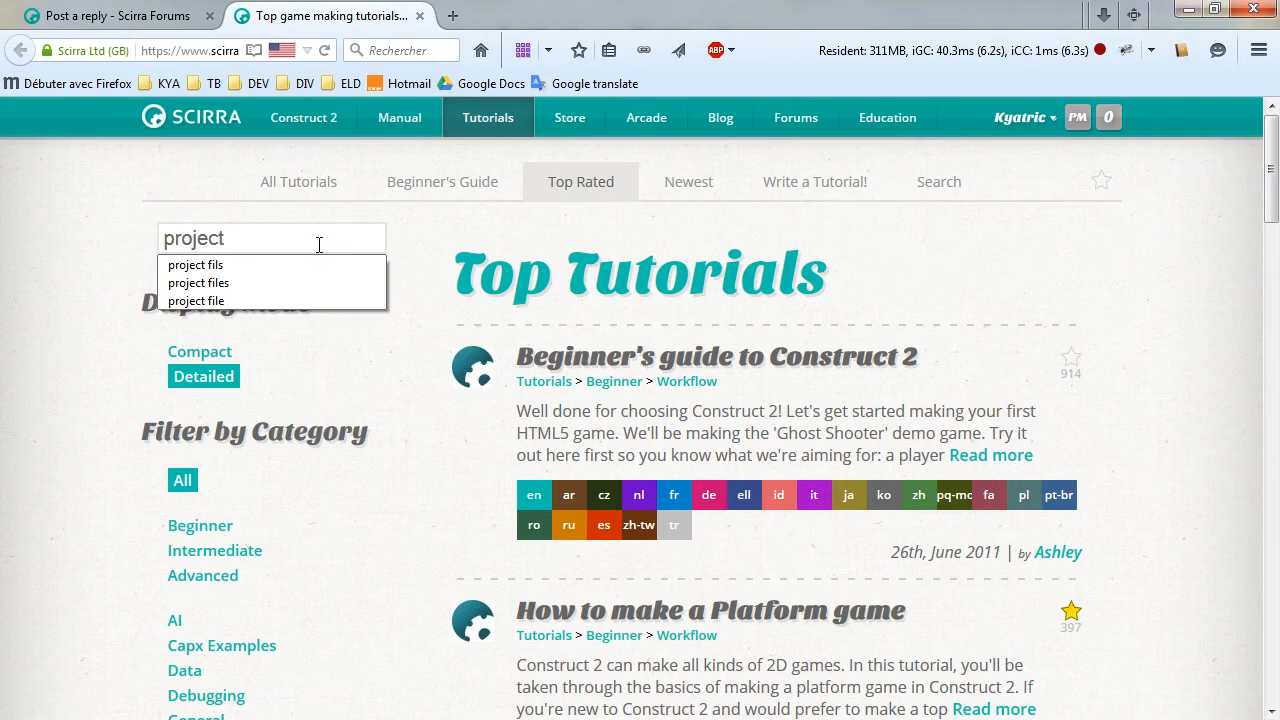 Post a reply - Scirra Forums
Top game making tutorials...
Scirra Ltd (GB) https://www.scirra Rechercher ABP Resident: 311MB, iGC: 40.3ms (6.2s), iCC: 1ms (6.3s)
Débuter avec Firefox KYA TB DEV DIV ELD Hotmail Google Docs Google translate
SCIRRA Construct 2 Manual Tutorials Store Arcade Blog Forums Education Kyatric PM 0
All Tutorials Beginner's Guide Top Rated Newest Write a Tutorial! Search
project
project fils
project files
project file
Compact
Detailed
Filter by Category
All
Beginner
Intermediate
Advanced
AI
Capx Examples
Data
Debugging
General
Top Tutorials
Beginner's guide to Construct 2
914
Tutorials > Beginner > Workflow
Well done for choosing Construct 2! Let's get started making your first
HTML5 game. We'll be making the 'Ghost Shooter' demo game. Try it
out here first so you know what we're aiming for: a player Read more
en ar cz nl fr de ell id it ja ko zh pq-mc fa pl pt-br
ro ru es zh-tw tr
26th, June 2011 | by Ashley
How to make a Platform game
397
Tutorials > Beginner > Workflow
Construct 2 can make all kinds of 2D games. In this tutorial, you'll be
taken through the basics of making a platform game in Construct 2. If
you're new to Construct 2 and would prefer to make a top Read more